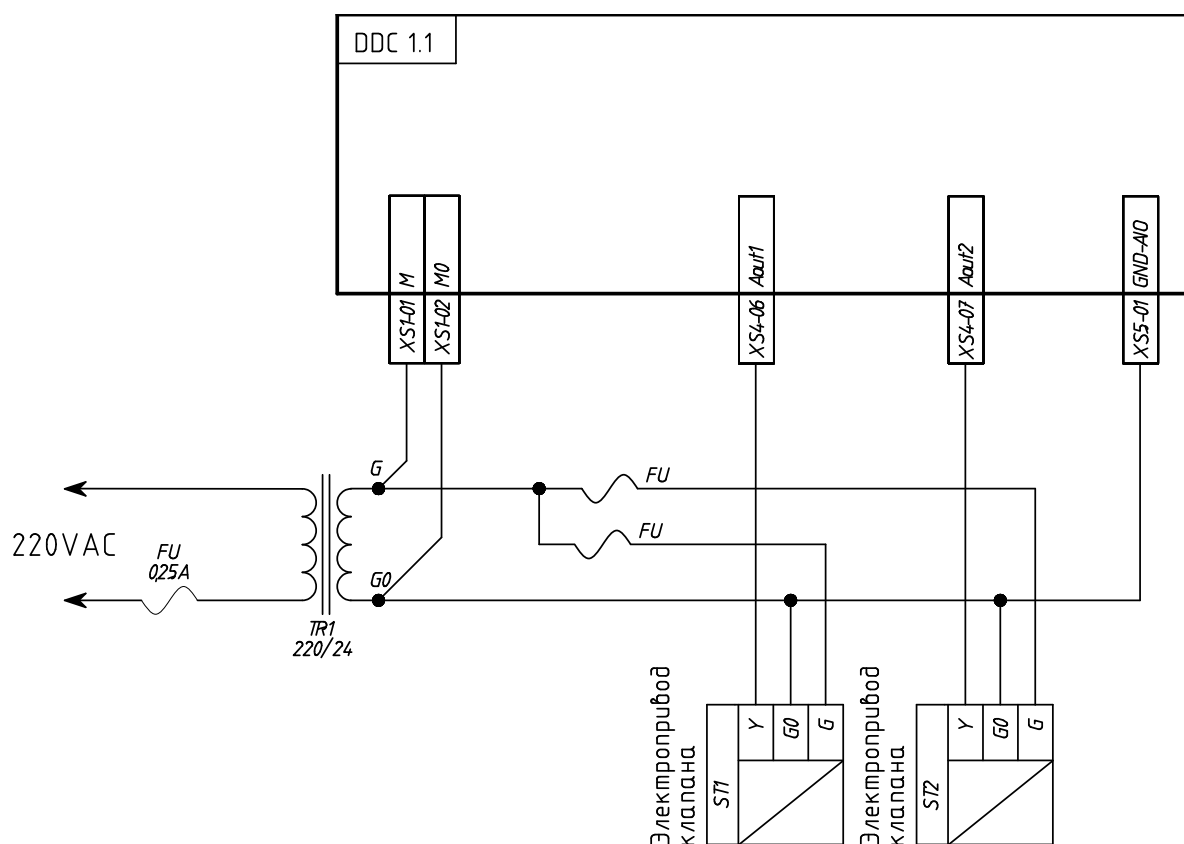 DDC 1.1
XS1-01 M
XS1-02 M0
XS4-06 Aout1
XS4-07 Aout2
XS5-01 GND-AIO
G
FU
FU
220VAC
FU
0,25A
G0
TR1
220/24
Электропривод
клапана
ST1
Y
G0
G
Электропривод
клапана
ST2
Y
G0
G